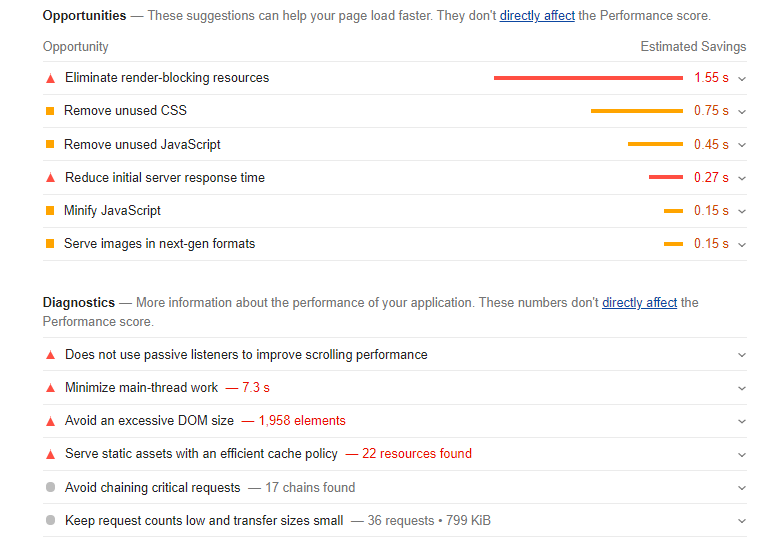 Opportunities — These suggestions can help your page load faster. They don't directly affect the Performance score.
Opportunity Estimated Savings
Eliminate render-blocking resources 1.55 s
Remove unused CSS 0.75 s
Remove unused JavaScript 0.45 s
Reduce initial server response time 0.27 s
Minify JavaScript 0.15 s
Serve images in next-gen formats 0.15 s
Diagnostics — More information about the performance of your application. These numbers don't directly affect the
Performance score.
Does not use passive listeners to improve scrolling performance
Minimize main-thread work — 7.3 s
Avoid an excessive DOM size — 1,958 elements
Serve static assets with an efficient cache policy — 22 resources found
Avoid chaining critical requests — 17 chains found
Keep request counts low and transfer sizes small — 36 requests • 799 KiB